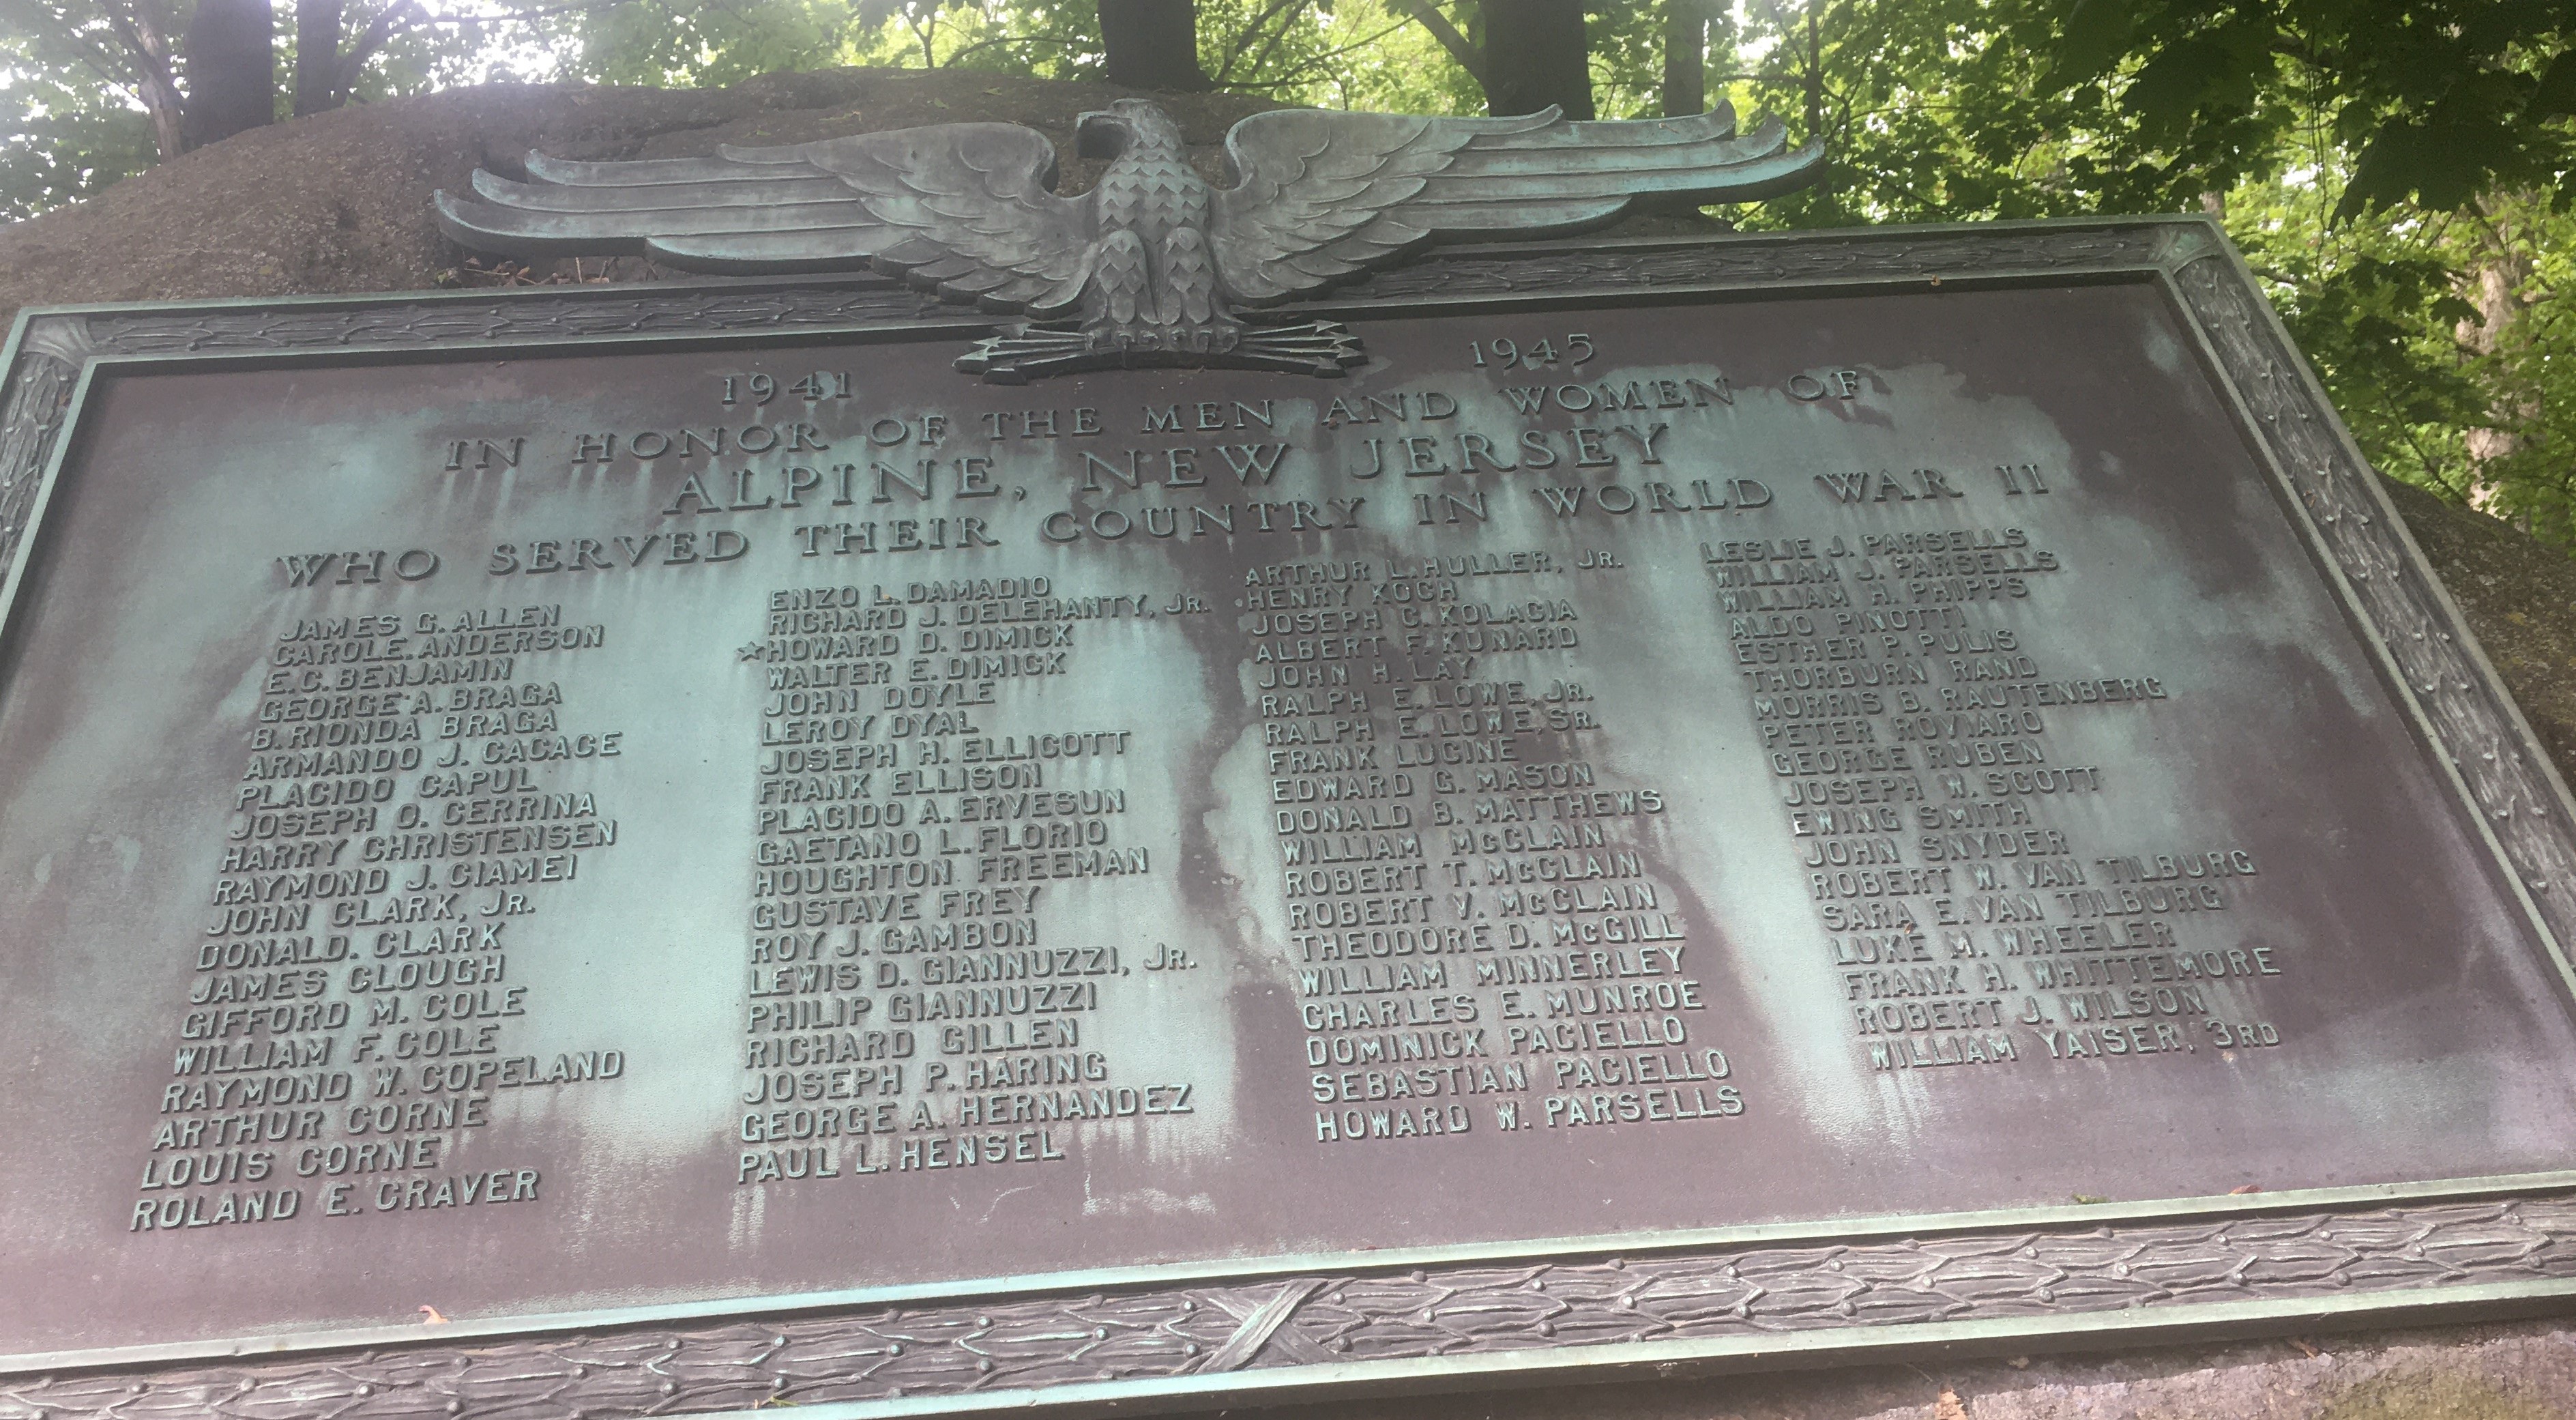 1941 1945
IN HONOR OF THE MEN AND WOMEN OF
ALPINE, NEW JERSEY
WHO SERVED THEIR COUNTRY IN WORLD WAR II
JAMES G. ALLEN
CAROL E. ANDERSON
E. C. BENJAMIN
GEORGE A. BRAGA
B. RIONDA BRAGA
ARMANDO J. CACACE
PLACIDO CAPUL
JOSEPH O. CERRINA
HARRY CHRISTENSEN
RAYMOND J. CIAMEI
JOHN CLARK, JR.
DONALD. CLARK
JAMES CLOUGH
GIFFORD M. COLE
WILLIAM F. COLE
RAYMOND W. COPELAND
ARTHUR CORNE
LOUIS CORNE
ROLAND E. CRAVER
ENZO L. DAMADIO
RICHARD J. DELEHANTY, JR.
☆HOWARD D. DIMICK
WALTER E. DIMICK
JOHN DOYLE
LEROY DYAL
JOSEPH H. ELLICOTT
FRANK ELLISON
PLACIDO A. ERVESUN
GAETANO L. FLORIO
HOUGHTON FREEMAN
GUSTAVE FREY
ROY J. GAMBON
LEWIS D. GIANNUZZI, JR.
PHILIP GIANNUZZI
RICHARD GILLEN
JOSEPH P. HARING
GEORGE A. HERNANDEZ
PAUL L. HENSEL
ARTHUR L. HULLER, JR.
HENRY KOCH
JOSEPH C. KOLACIA
ALBERT F. KUNARD
JOHN H. LAY
RALPH E. LOWE, JR.
RALPH E. LOWE, SR.
FRANK LUCINE
EDWARD G. MASON
DONALD B. MATTHEWS
WILLIAM McCLAIN
ROBERT T. McCLAIN
ROBERT V. McCLAIN
THEODORE D. McGILL
WILLIAM MINNERLEY
CHARLES E. MUNROE
DOMINICK PACIELLO
SEBASTIAN PACIELLO
HOWARD W. PARSELLS
LESLIE J. PARSELLS
WILLIAM J. PARSELLS
WILLIAM H. PHIPPS
ALDO PINOTTI
ESTHER P. PULIS
THORBURN RAND
MORRIS B. RAUTENBERG
PETER ROVIARO
GEORGE RUBEN
JOSEPH W. SCOTT
EWING SMITH
JOHN SNYDER
ROBERT W. VAN TILBURG
SARA E. VAN TILBURG
LUKE M. WHEELER
FRANK H. WHITTEMORE
ROBERT J. WILSON
WILLIAM YAISER, 3RD